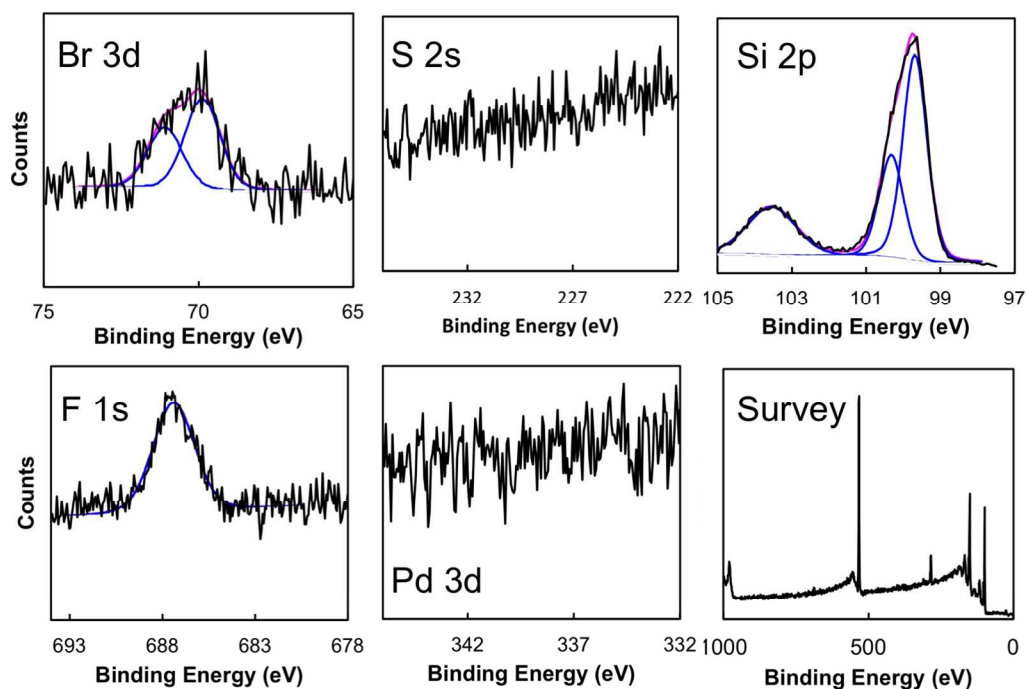 Br 3d
Counts
75 70 65
Binding Energy (eV)
S 2s
232 227 222
Binding Energy (eV)
Si 2p
105 103 101 99 97
Binding Energy (eV)
F 1s
Counts
693 688 683 678
Binding Energy (eV)
Pd 3d
342 337 332
Binding Energy (eV)
Survey
1000 500 0
Binding Energy (eV)